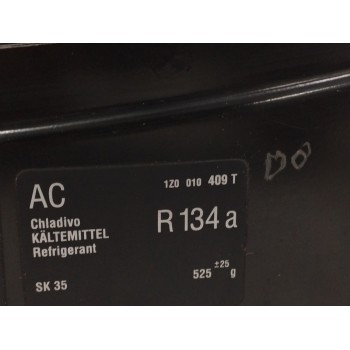 AC
1Z0 010 409 T
Chladivo
KÄLTEMITTEL
Refrigerant
R 134 a
SK 35
525 ±25 g